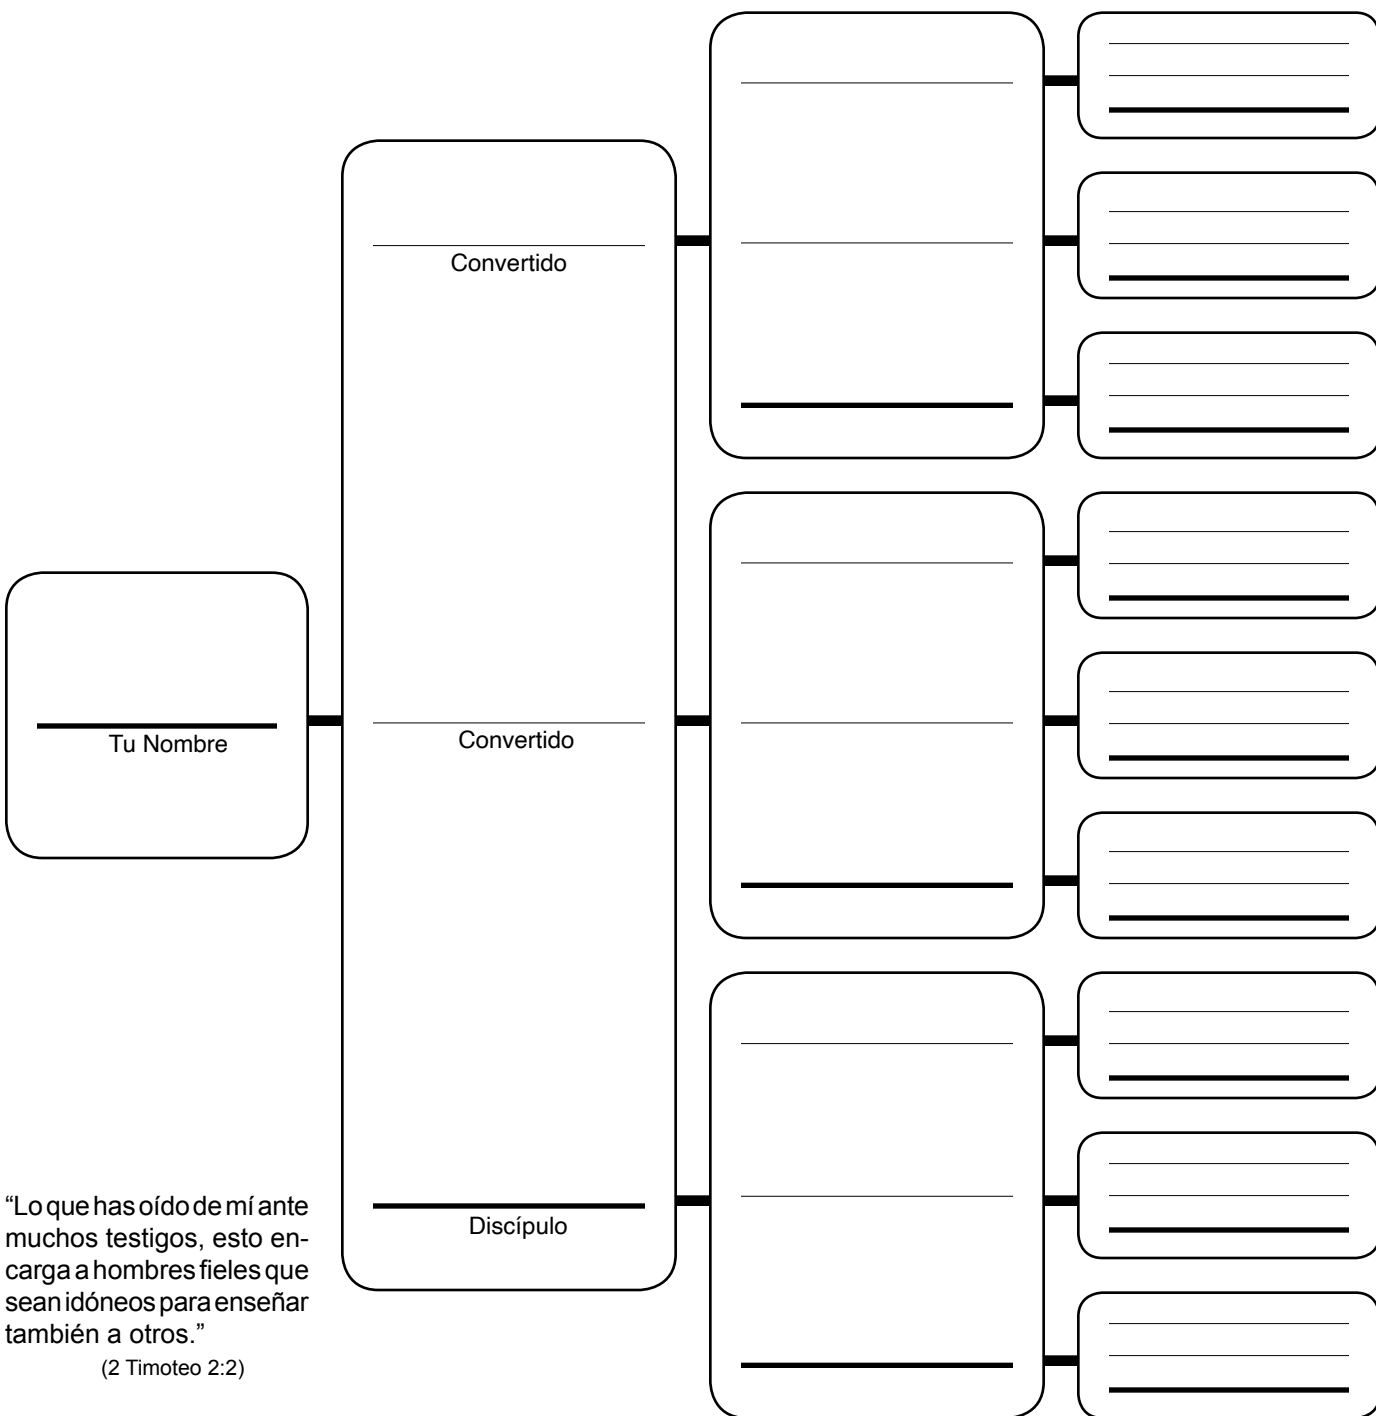 Convertido
Tu Nombre
Convertido
Discípulo
“Lo que has oído de mí ante
muchos testigos, esto en-
carga a hombres fieles que
sean idóneos para enseñar
también a otros.”
(2 Timoteo 2:2)